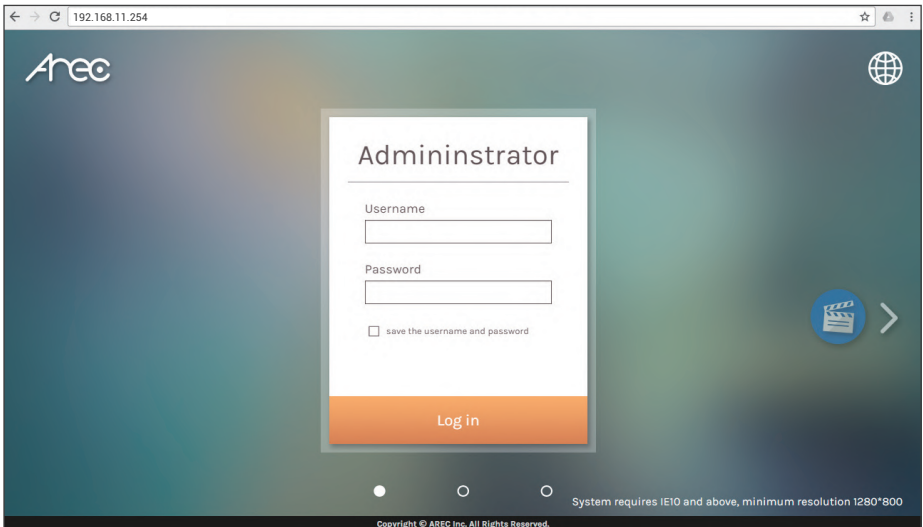 192.168.11.254
Arec
Admininstrator
Username
Password
save the username and password
Log in
System requires IE10 and above, minimum resolution 1280*800
Copyright © AREC Inc. All Rights Reserved.